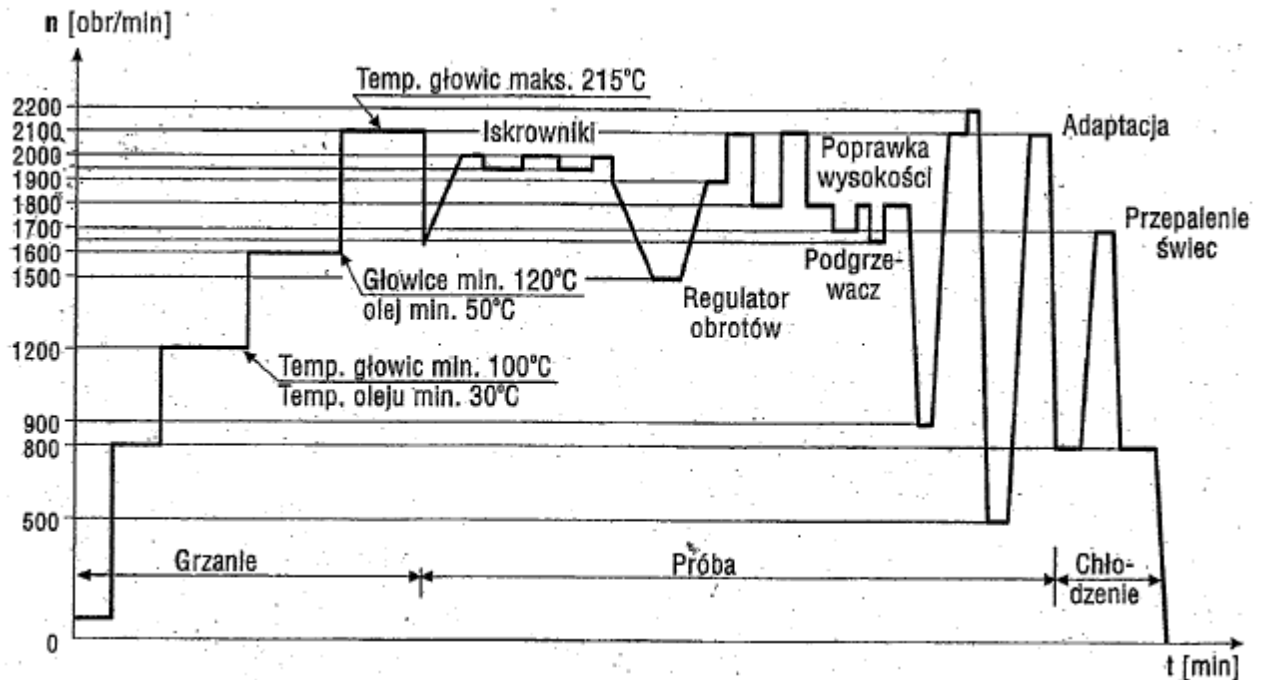 n [obr/min]
Temp. głowic maks. 215°C
2200
2100
2000
1900
1800
1700
1600
1500
1200
900
800
500
0
Iskrowniki
Adaptacja
Poprawka
wysokości
Przepalenie
świec
Głowice min. 120°C
olej min. 50°C
Podgrze-
wacz
Regulator
obrotów
Temp. głowic min. 100°C
Temp. oleju min. 30°C
Grzanie
Próba
Chło-
dzenie
t [min]